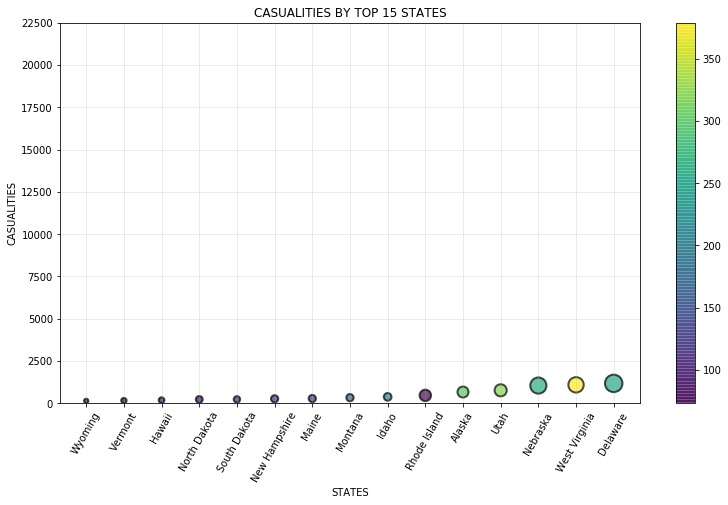 CASUALITIES BY TOP 15 STATES
22500
20000
17500
15000
12500
10000
7500
5000
2500
0
CASUALITIES
Wyoming
Vermont
Hawaii
North Dakota
South Dakota
New Hampshire
Maine
Montana
Idaho
Rhode Island
Alaska
Utah
Nebraska
West Virginia
Delaware
STATES
350
300
250
200
150
100